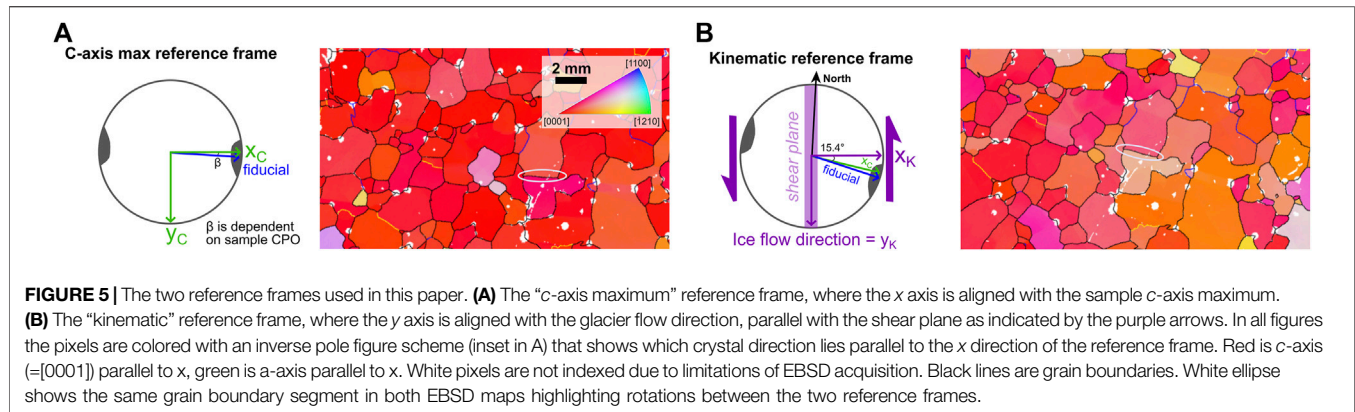 A
C-axis max reference frame
xC
β
fiducial
yC
β is dependent
on sample CPO
2 mm
[1100]
[0001]
[1210]
B
Kinematic reference frame
North
shear plane
15.4°
xK
xC
fiducial
Ice flow direction = yK
FIGURE 5 | The two reference frames used in this paper. (A) The “c-axis maximum” reference frame, where the x axis is aligned with the sample c-axis maximum.
(B) The “kinematic” reference frame, where the y axis is aligned with the glacier flow direction, parallel with the shear plane as indicated by the purple arrows. In all figures
the pixels are colored with an inverse pole figure scheme (inset in A) that shows which crystal direction lies parallel to the x direction of the reference frame. Red is c-axis
(=[0001]) parallel to x, green is a-axis parallel to x. White pixels are not indexed due to limitations of EBSD acquisition. Black lines are grain boundaries. White ellipse
shows the same grain boundary segment in both EBSD maps highlighting rotations between the two reference frames.